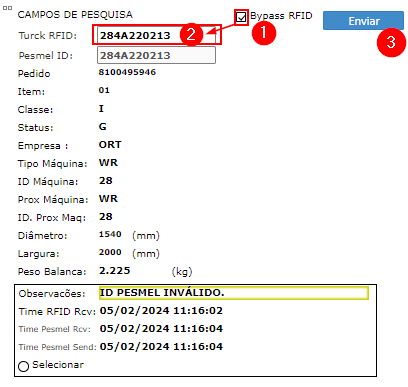 CAMPOS DE PESQUISA
Bypass RFID
Enviar
Turck RFID: 284A220213
2
1
3
Pesmel ID: 284A220213
Pedido 8100495946
Item: 01
Classe: I
Status: G
Empresa : ORT
Tipo Máquina: WR
ID Máquina: 28
Prox Máquina: WR
ID. Prox Maq: 28
Diâmetro: 1540 (mm)
Largura: 2000 (mm)
Peso Balanca: 2.225 (kg)
Observacões: ID PESMEL INVÁLIDO.
Time RFID Rcv: 05/02/2024 11:16:02
Time Pesmel Rcv: 05/02/2024 11:16:04
Time Pesmel Send: 05/02/2024 11:16:04
Selecionar